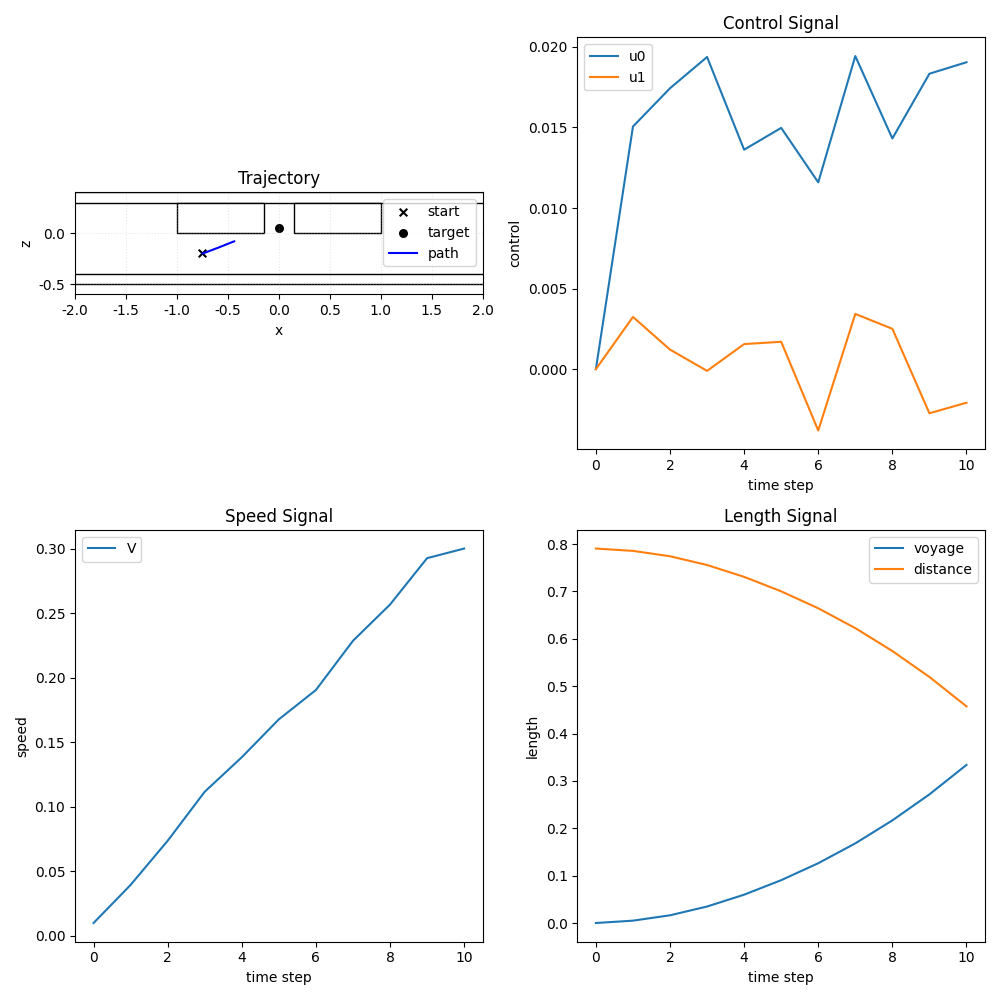 Trajectory
z
0.0
-0.5
start
target
path
-2.0 -1.5 -1.0 -0.5 0.0 0.5 1.0 1.5 2.0
x
Control Signal
control
0.020
0.015
0.010
0.005
0.000
u0
u1
0 2 4 6 8 10
time step
Speed Signal
speed
0.30
0.25
0.20
0.15
0.10
0.05
0.00
V
0 2 4 6 8 10
time step
Length Signal
length
0.8
0.7
0.6
0.5
0.4
0.3
0.2
0.1
0.0
voyage
distance
0 2 4 6 8 10
time step